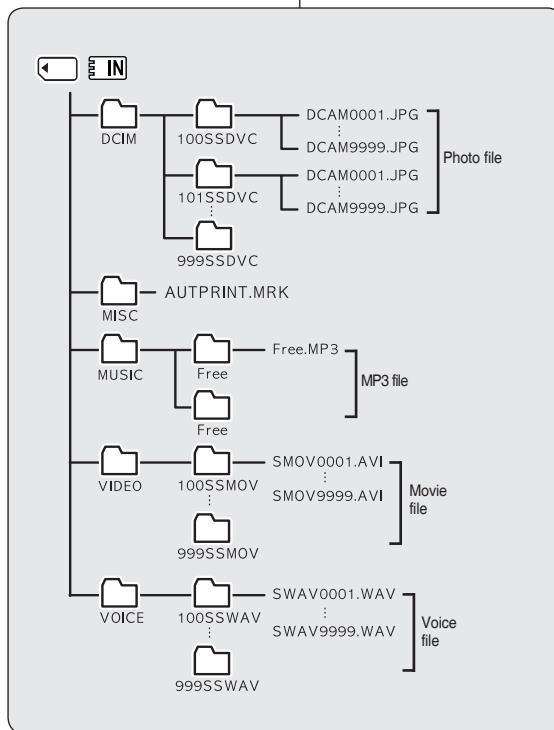 IN
DCIM
100SSDVC
DCAM0001.JPG
DCAM9999.JPG
101SSDVC
DCAM0001.JPG
DCAM9999.JPG
Photo file
999SSDVC
MISC
AUTPRINT.MRK
MUSIC
Free
Free.MP3
Free
MP3 file
VIDEO
100SSMOV
SMOV0001.AVI
SMOV9999.AVI
Movie
file
999SSMOV
VOICE
100SSWAV
SWAV0001.WAV
SWAV9999.WAV
Voice
file
999SSWAV